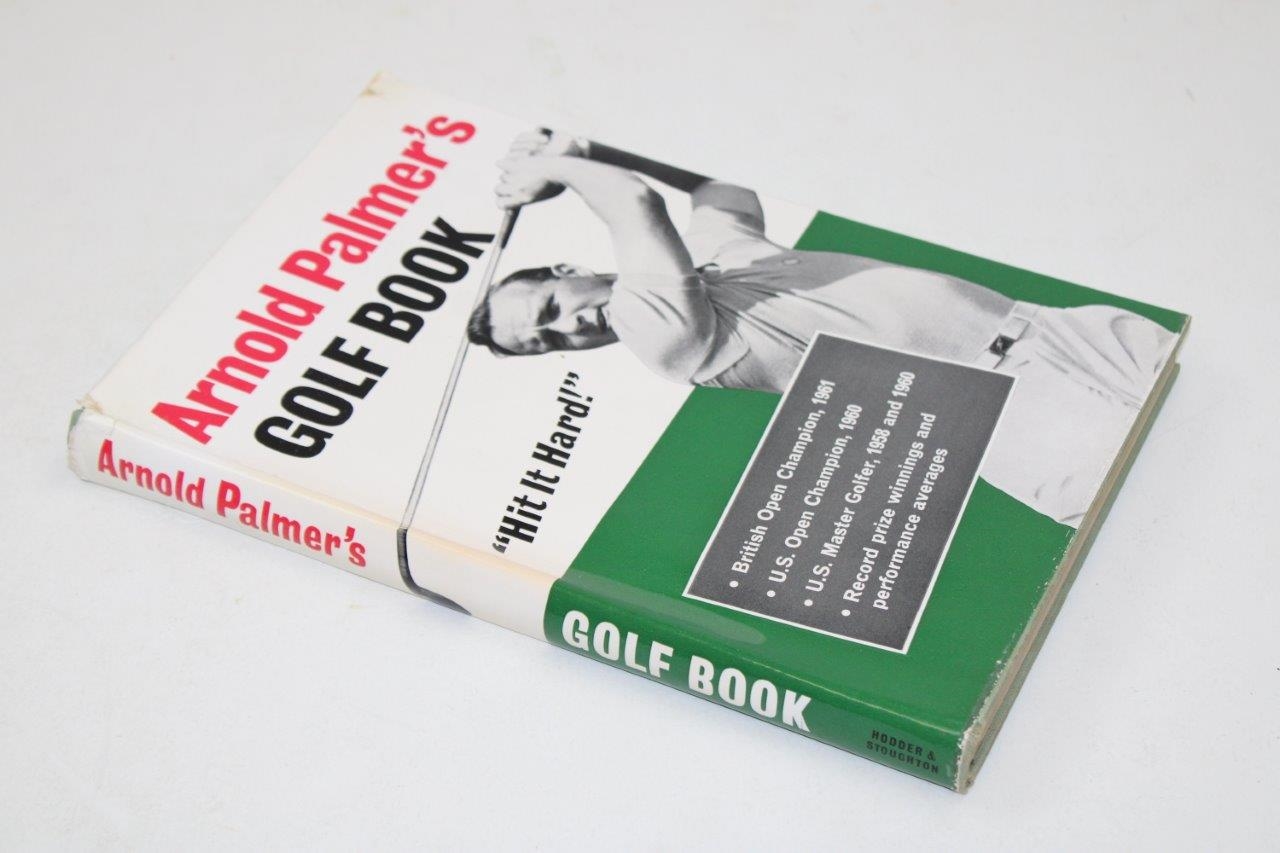 Arnold Palmer's
GOLF BOOK
“Hit It Hard!”
• British Open Champion, 1961
• U.S. Open Champion, 1960
• U.S. Master Golfer, 1958 and 1960
• Record prize winnings and
performance averages
Arnold Palmer's
GOLF BOOK
HODDER &
STOUGHTON